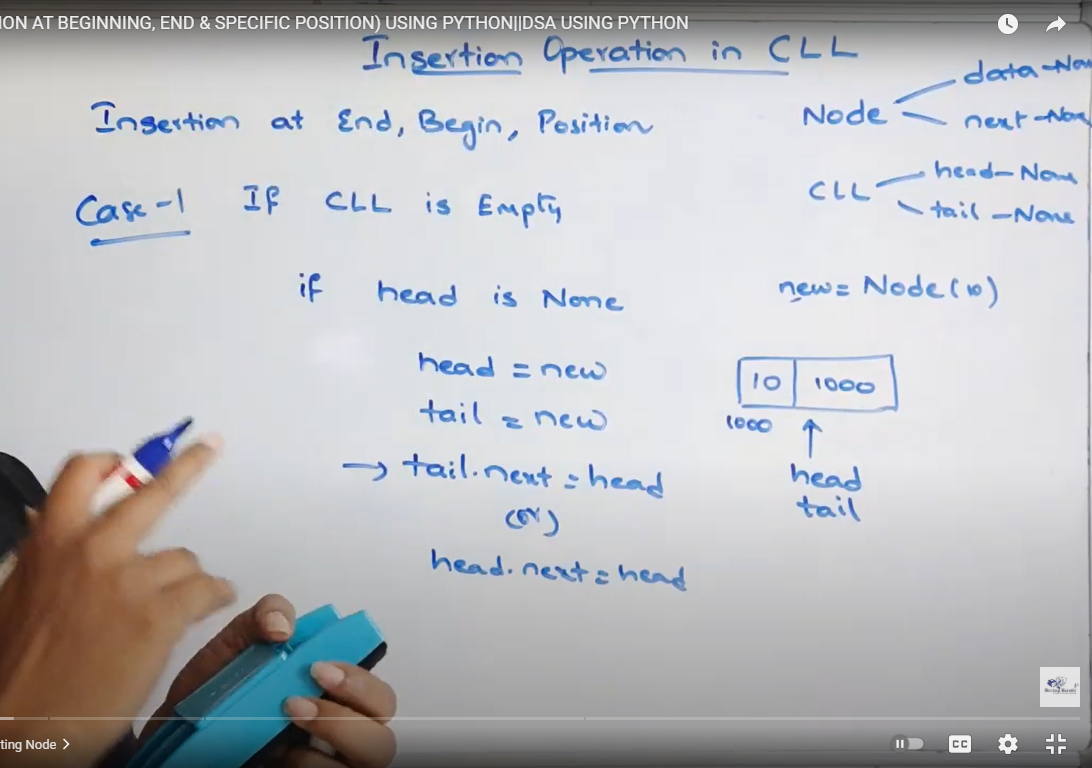 ION AT BEGINNING, END & SPECIFIC POSITION) USING PYTHON||DSA USING PYTHON
Insertion Operation in CLL
Insertion at End, Begin, Position
Node
data - Non
next - Non
CLL
head - None
tail - None
Case-1 If CLL is Empty
if head is None
new = Node(10)
head = new
tail = new
→ tail.next = head
(or)
head.next = head
10 1000
1000
↑
head
tail
ting Node >
CC